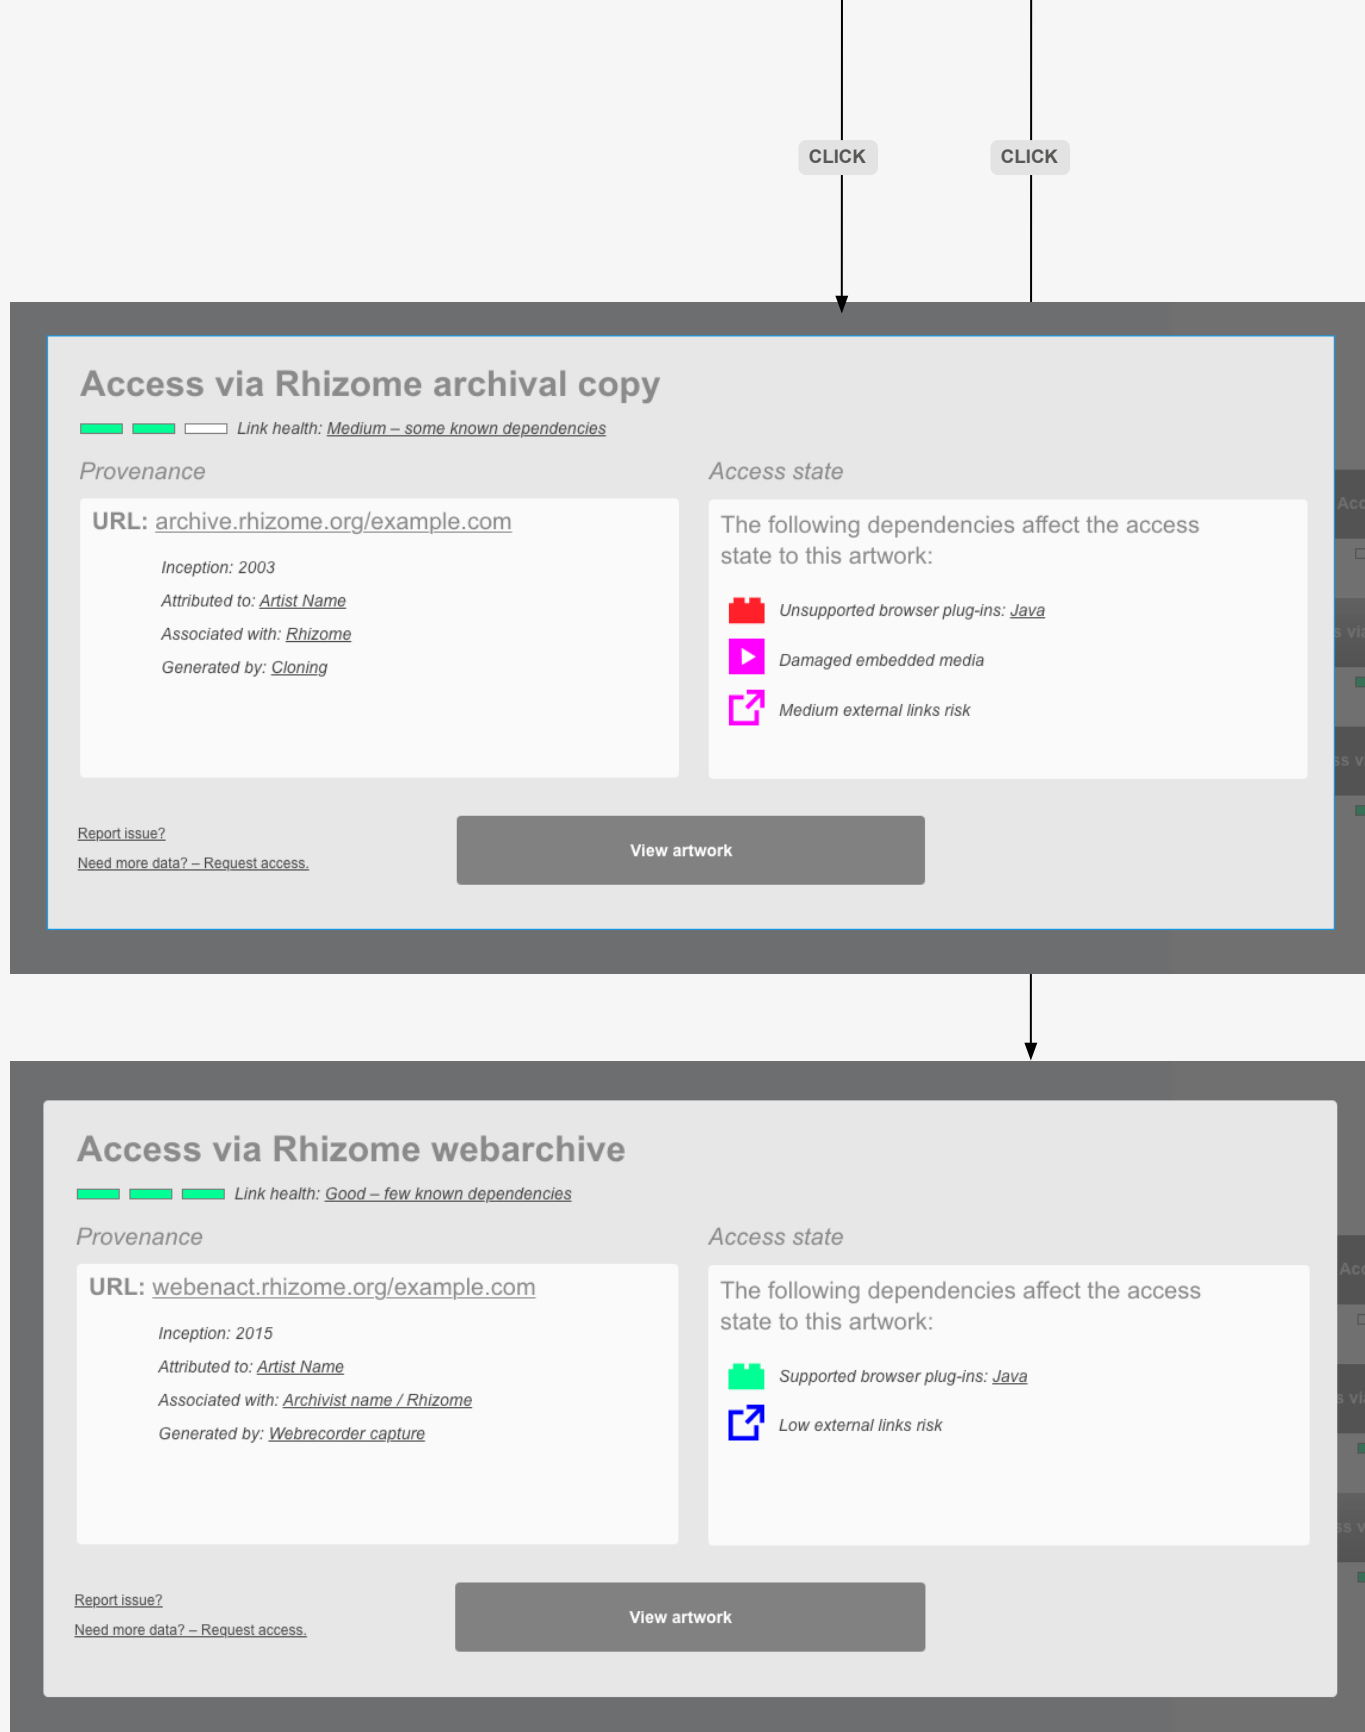 CLICK
CLICK
Access via Rhizome archival copy
Link health: Medium – some known dependencies
Provenance
URL: archive.rhizome.org/example.com
Inception: 2003
Attributed to: Artist Name
Associated with: Rhizome
Generated by: Cloning
Access state
The following dependencies affect the access
state to this artwork:
Unsupported browser plug-ins: Java
Damaged embedded media
Medium external links risk
Report issue?
Need more data? – Request access.
View artwork
Access via Rhizome webarchive
Link health: Good – few known dependencies
Provenance
URL: webenact.rhizome.org/example.com
Inception: 2015
Attributed to: Artist Name
Associated with: Archivist name / Rhizome
Generated by: Webrecorder capture
Access state
The following dependencies affect the access
state to this artwork:
Supported browser plug-ins: Java
Low external links risk
Report issue?
Need more data? – Request access.
View artwork